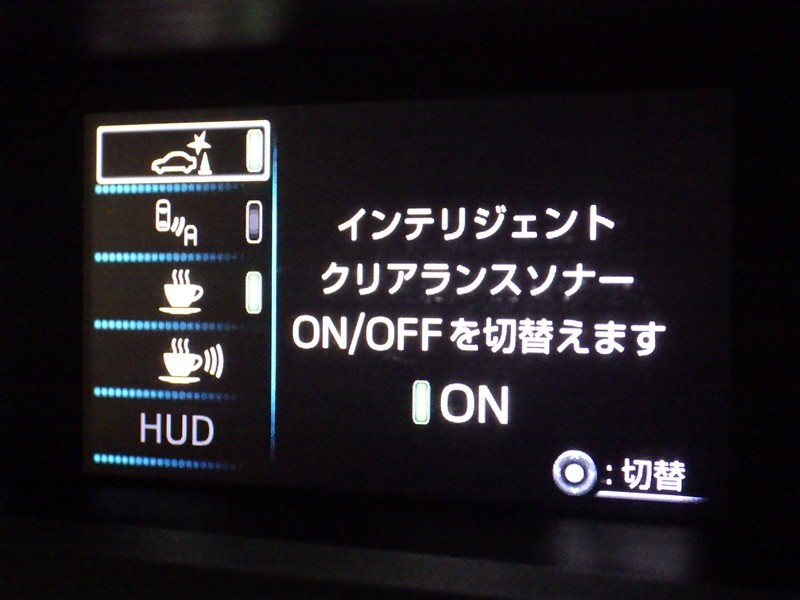 インテリジェント
クリアランスソナー
ON/OFFを切替えます
ON
:切替
HUD